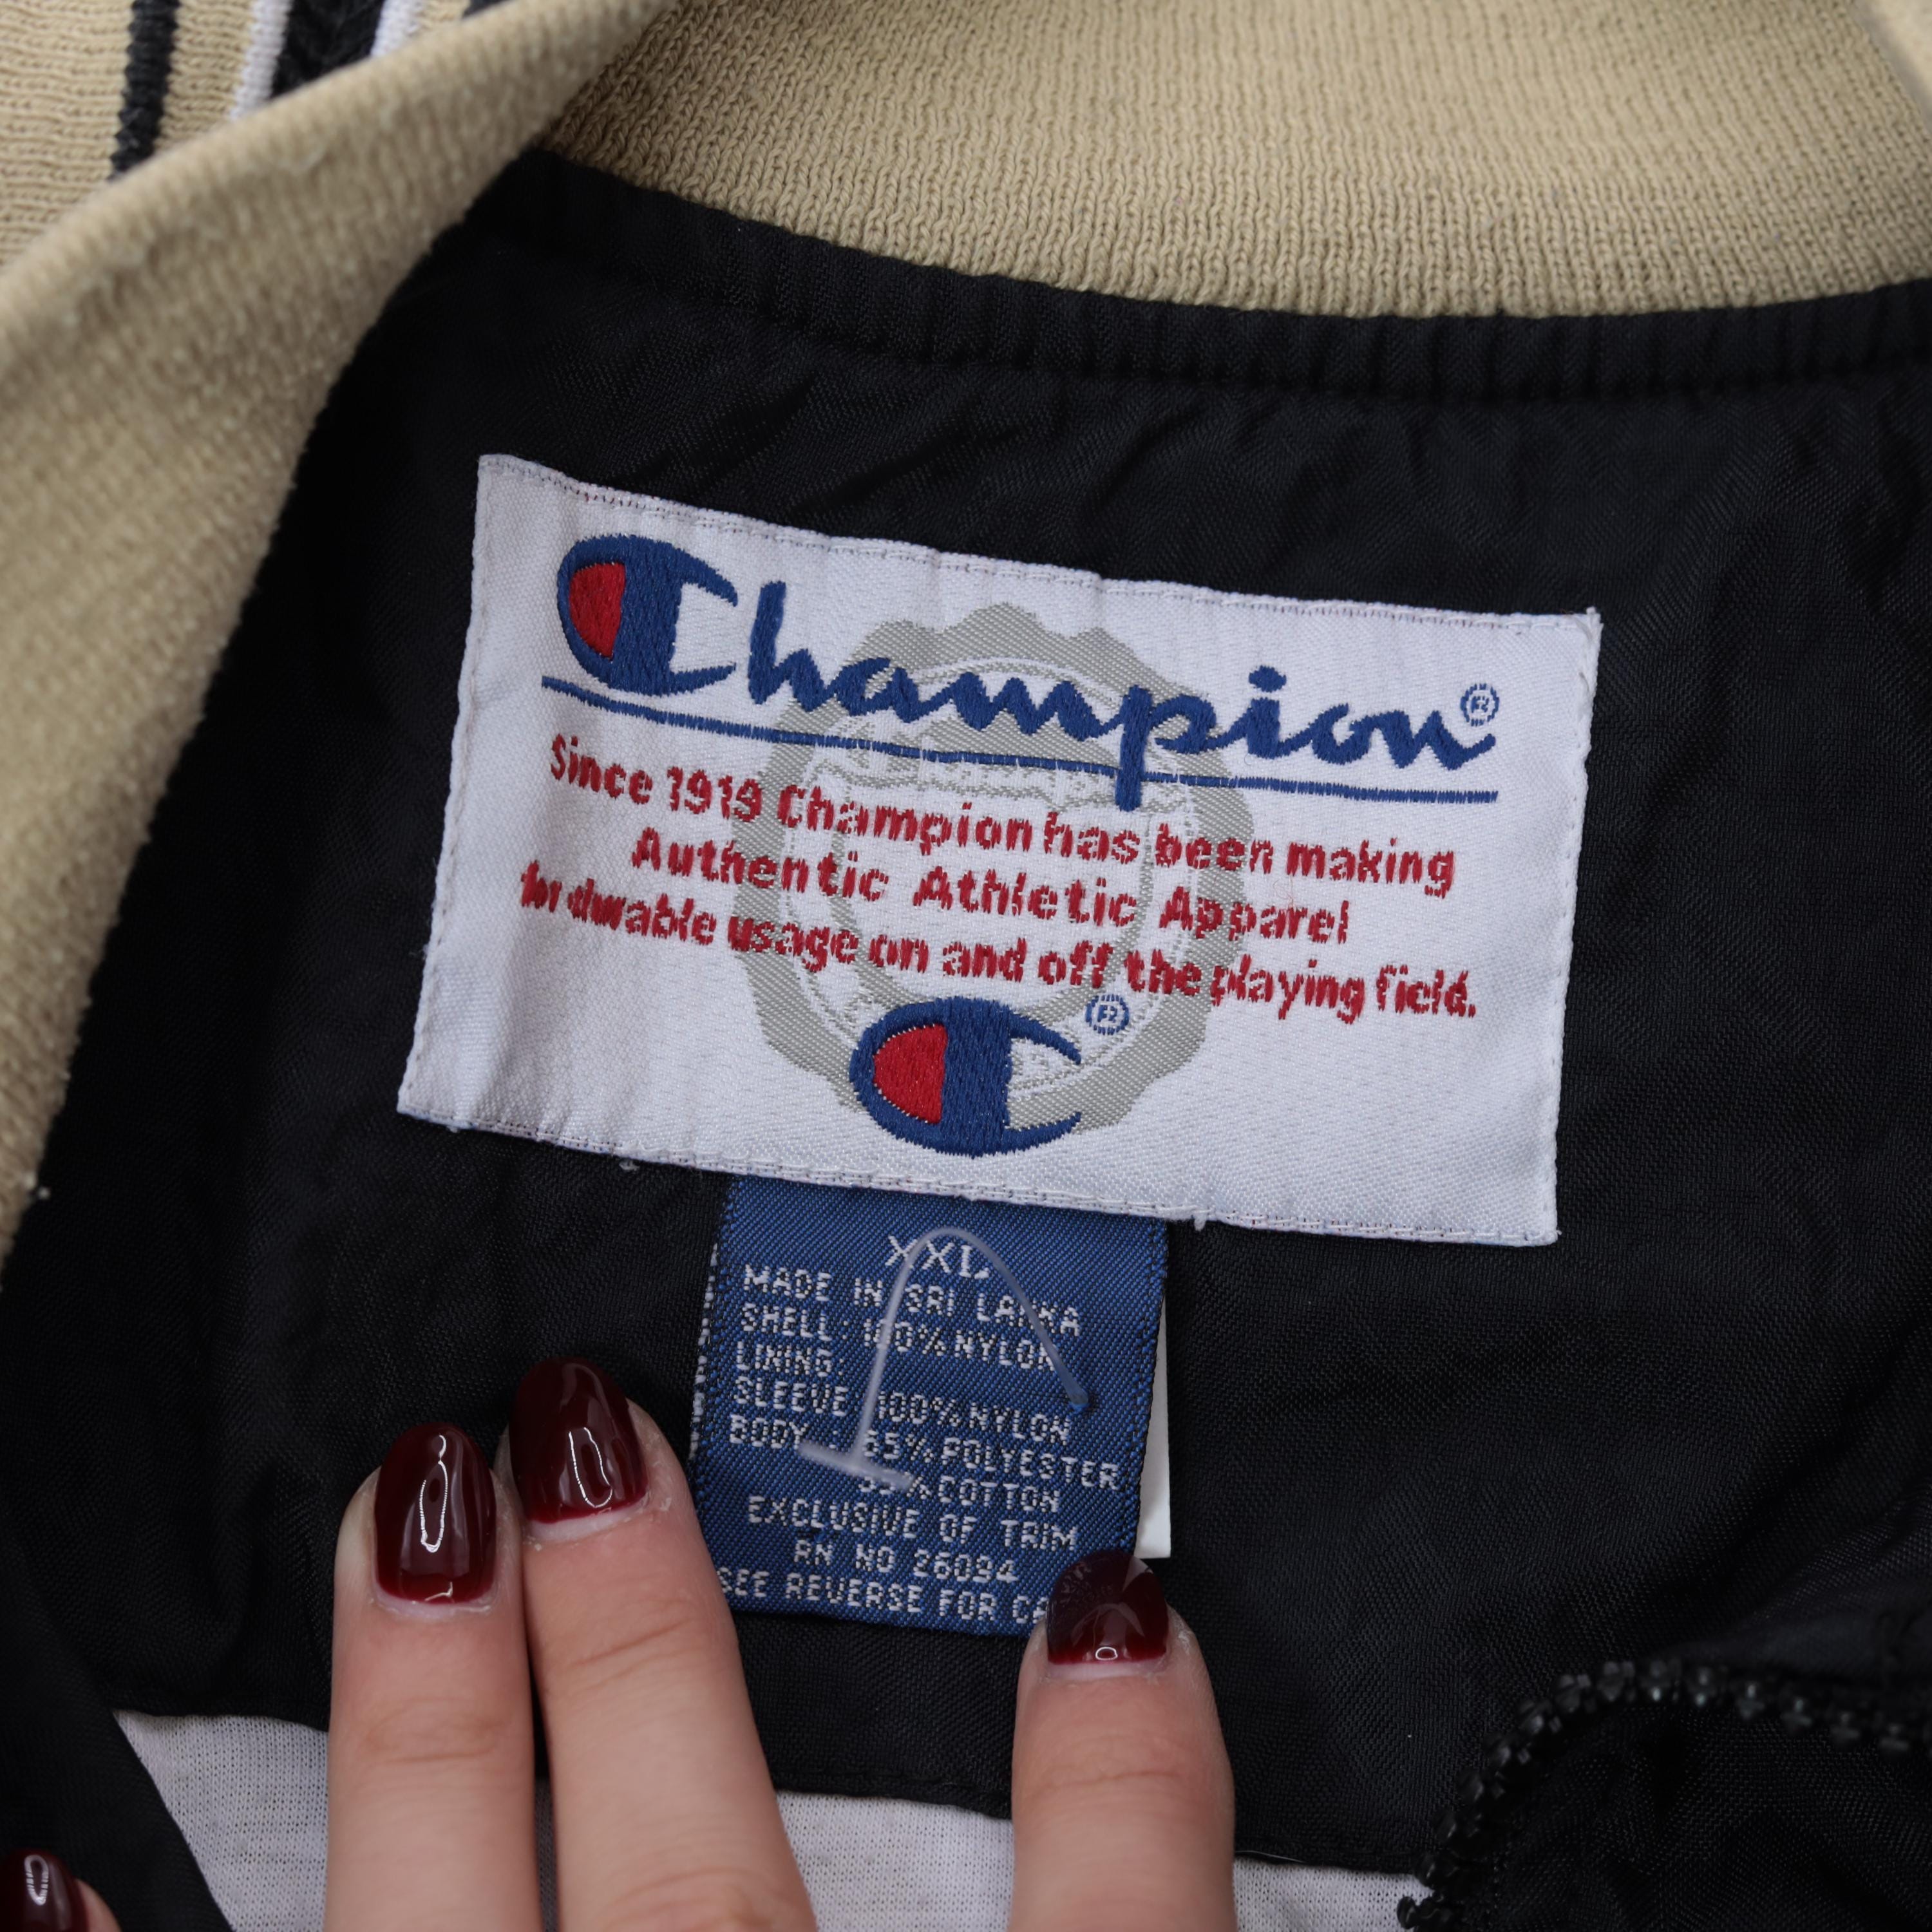 Champion®
Since 1919 Champion has been making
Authentic Athletic Apparel
for durable usage on and off the playing field.
®
XXL
MADE IN SRI LANKA
SHELL : 100% NYLON
LINING:
SLEEVE 100% NYLON
BODY : 65% POLYESTER
35% COTTON
EXCLUSIVE OF TRIM
RN NO 26094
SEE REVERSE FOR